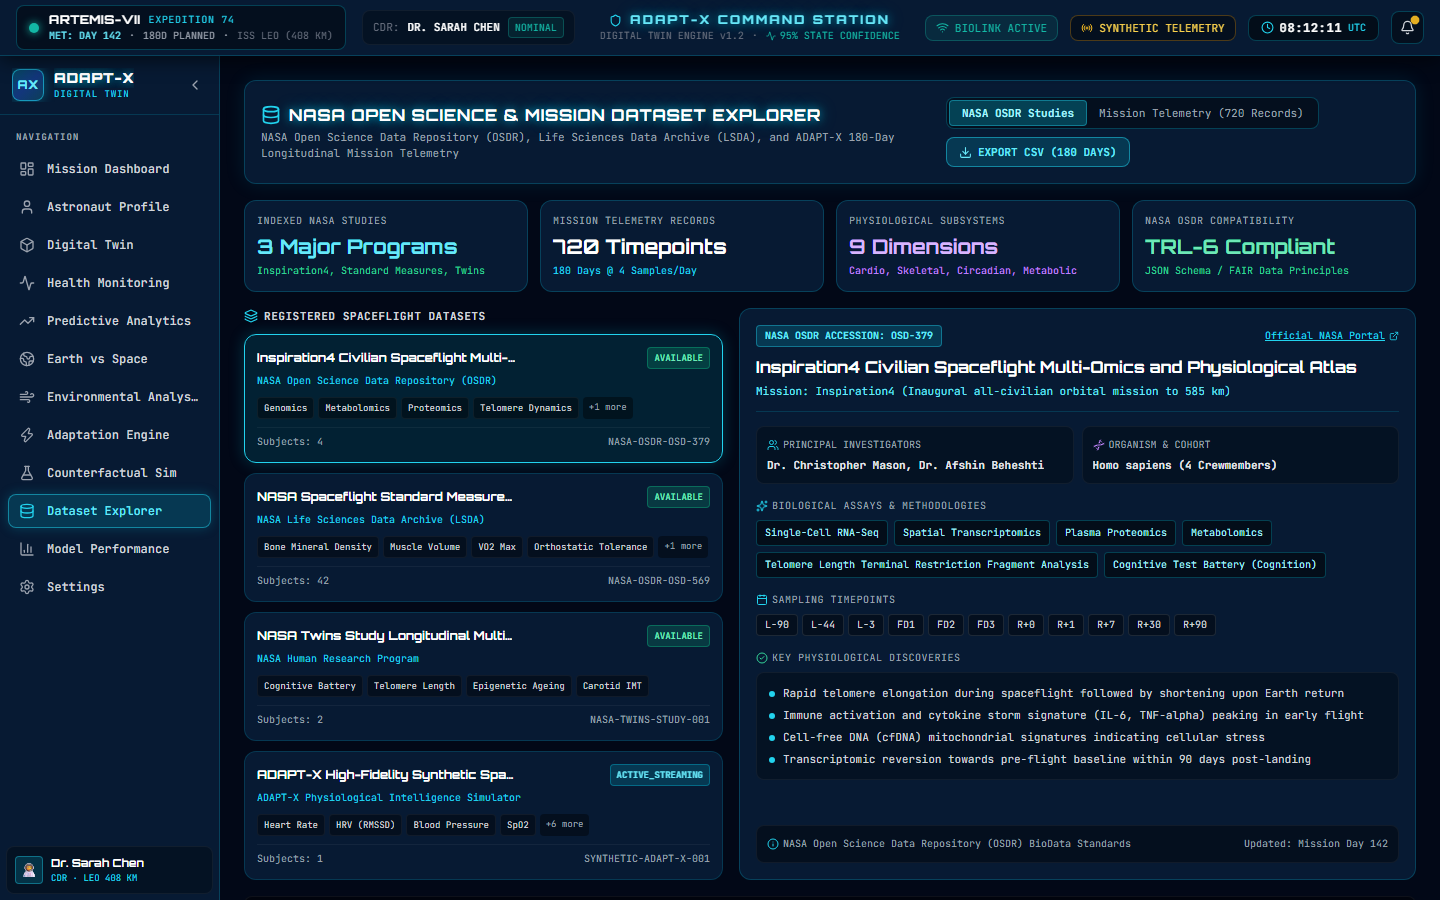 ARTEMIS-VII EXPEDITION 74
MET: DAY 142 · 180D PLANNED · ISS LEO (408 KM)
CDR: DR. SARAH CHEN NOMINAL
ADAPT-X COMMAND STATION
DIGITAL TWIN ENGINE v1.2 · 95% STATE CONFIDENCE
BIOLINK ACTIVE
SYNTHETIC TELEMETRY
08:12:11 UTC
AX
ADAPT-X
DIGITAL TWIN
NAVIGATION
Mission Dashboard
Astronaut Profile
Digital Twin
Health Monitoring
Predictive Analytics
Earth vs Space
Environmental Analys…
Adaptation Engine
Counterfactual Sim
Dataset Explorer
Model Performance
Settings
Dr. Sarah Chen
CDR · LEO 408 KM
NASA OPEN SCIENCE & MISSION DATASET EXPLORER
NASA Open Science Data Repository (OSDR), Life Sciences Data Archive (LSDA), and ADAPT-X 180-Day
Longitudinal Mission Telemetry
NASA OSDR Studies
Mission Telemetry (720 Records)
EXPORT CSV (180 DAYS)
INDEXED NASA STUDIES
3 Major Programs
Inspiration4, Standard Measures, Twins
MISSION TELEMETRY RECORDS
720 Timepoints
180 Days @ 4 Samples/Day
PHYSIOLOGICAL SUBSYSTEMS
9 Dimensions
Cardio, Skeletal, Circadian, Metabolic
NASA OSDR COMPATIBILITY
TRL-6 Compliant
JSON Schema / FAIR Data Principles
REGISTERED SPACEFLIGHT DATASETS
Inspiration4 Civilian Spaceflight Multi-…
AVAILABLE
NASA Open Science Data Repository (OSDR)
Genomics Metabolomics Proteomics Telomere Dynamics +1 more
Subjects: 4 NASA-OSDR-OSD-379
NASA Spaceflight Standard Measure…
AVAILABLE
NASA Life Sciences Data Archive (LSDA)
Bone Mineral Density Muscle Volume VO2 Max Orthostatic Tolerance +1 more
Subjects: 42 NASA-OSDR-OSD-569
NASA Twins Study Longitudinal Multi…
AVAILABLE
NASA Human Research Program
Cognitive Battery Telomere Length Epigenetic Ageing Carotid IMT
Subjects: 2 NASA-TWINS-STUDY-001
ADAPT-X High-Fidelity Synthetic Spa…
ACTIVE_STREAMING
ADAPT-X Physiological Intelligence Simulator
Heart Rate HRV (RMSSD) Blood Pressure SpO2 +6 more
Subjects: 1 SYNTHETIC-ADAPT-X-001
NASA OSDR ACCESSION: OSD-379
Official NASA Portal
Inspiration4 Civilian Spaceflight Multi-Omics and Physiological Atlas
Mission: Inspiration4 (Inaugural all-civilian orbital mission to 585 km)
PRINCIPAL INVESTIGATORS
Dr. Christopher Mason, Dr. Afshin Beheshti
ORGANISM & COHORT
Homo sapiens (4 Crewmembers)
BIOLOGICAL ASSAYS & METHODOLOGIES
Single-Cell RNA-Seq Spatial Transcriptomics Plasma Proteomics Metabolomics
Telomere Length Terminal Restriction Fragment Analysis Cognitive Test Battery (Cognition)
SAMPLING TIMEPOINTS
L-90 L-44 L-3 FD1 FD2 FD3 R+0 R+1 R+7 R+30 R+90
KEY PHYSIOLOGICAL DISCOVERIES
Rapid telomere elongation during spaceflight followed by shortening upon Earth return
Immune activation and cytokine storm signature (IL-6, TNF-alpha) peaking in early flight
Cell-free DNA (cfDNA) mitochondrial signatures indicating cellular stress
Transcriptomic reversion towards pre-flight baseline within 90 days post-landing
NASA Open Science Data Repository (OSDR) BioData Standards
Updated: Mission Day 142